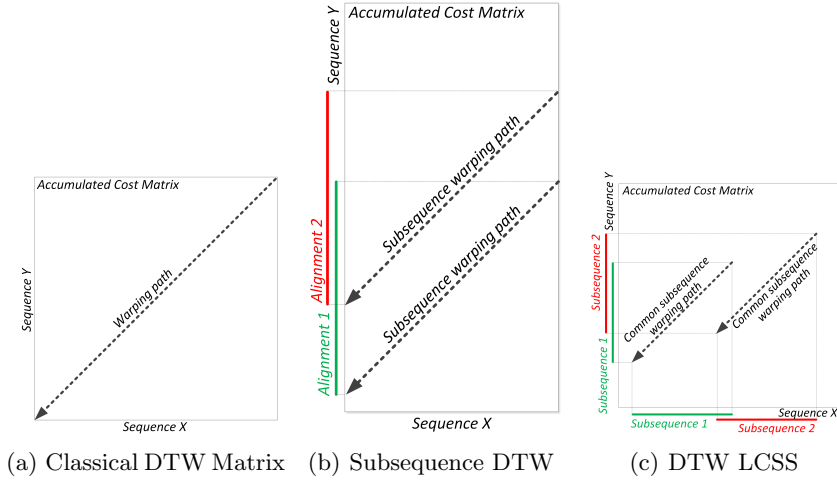 Accumulated Cost Matrix
Sequence Y
Warping path
Sequence X
(a) Classical DTW Matrix
Accumulated Cost Matrix
Sequence Y
Subsequence warping path
Subsequence warping path
Alignment 2
Alignment 1
Sequence X
(b) Subsequence DTW
Accumulated Cost Matrix
Sequence Y
Subsequence 2
Subsequence 1
Common subsequence
warping path
Common subsequence
warping path
Sequence X
Subsequence 1
Subsequence 2
(c) DTW LCSS